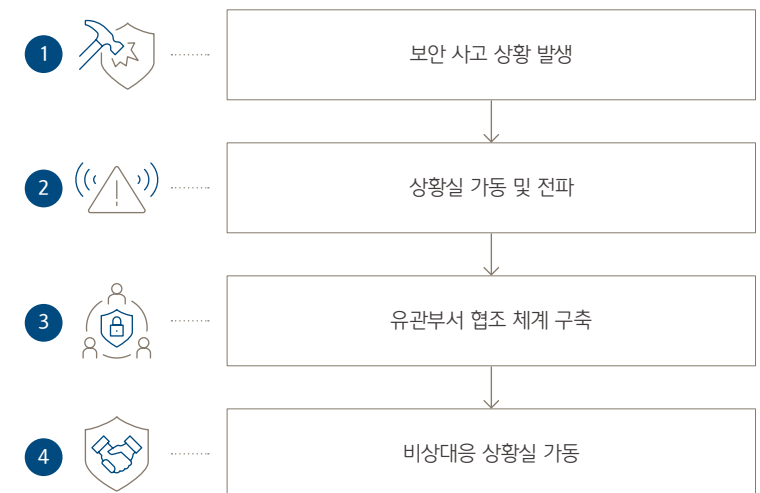 1
보안 사고 상황 발생
2
상황실 가동 및 전파
3
유관부서 협조 체계 구축
4
비상대응 상황실 가동